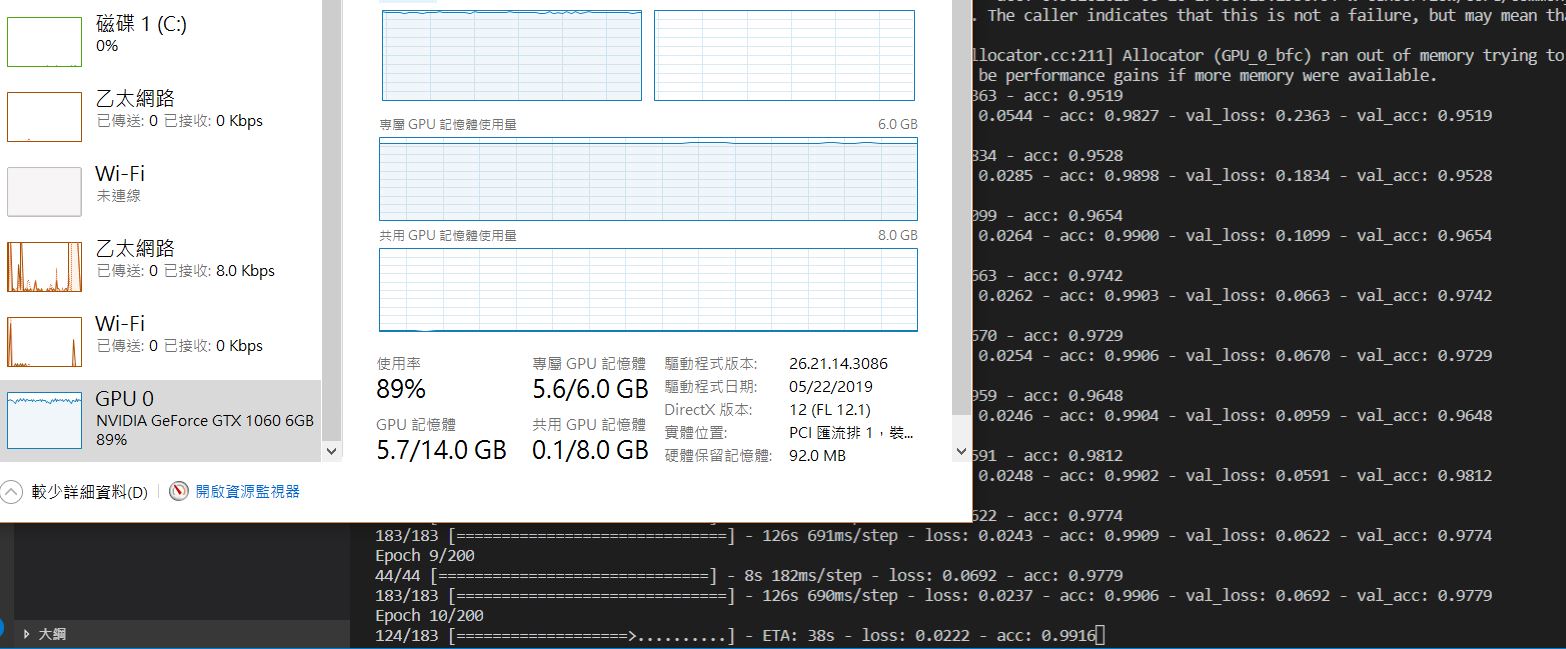 磁碟 1 (C:)
0%
乙太網路
已傳送: 0 已接收: 0 Kbps
Wi-Fi
未連線
乙太網路
已傳送: 0 已接收: 8.0 Kbps
Wi-Fi
已傳送: 0 已接收: 0 Kbps
GPU 0
NVIDIA GeForce GTX 1060 6GB
89%
專屬 GPU 記憶體使用量
6.0 GB
共用 GPU 記憶體使用量
8.0 GB
使用率
89%
專屬 GPU 記憶體
5.6/6.0 GB
GPU 記憶體
5.7/14.0 GB
共用 GPU 記憶體
0.1/8.0 GB
驅動程式版本: 26.21.14.3086
驅動程式日期: 05/22/2019
DirectX 版本: 12 (FL 12.1)
實體位置: PCI 匯流排 1，裝...
硬體保留記憶體: 92.0 MB
較少詳細資料(D)
開啟資源監視器
. The caller indicates that this is not a failure, but may mean
llocator.cc:211] Allocator (GPU_0_bfc) ran out of memory trying to
be performance gains if more memory were available.
363 - acc: 0.9519
0.0544 - acc: 0.9827 - val_loss: 0.2363 - val_acc: 0.9519
834 - acc: 0.9528
0.0285 - acc: 0.9898 - val_loss: 0.1834 - val_acc: 0.9528
099 - acc: 0.9654
0.0264 - acc: 0.9900 - val_loss: 0.1099 - val_acc: 0.9654
663 - acc: 0.9742
0.0262 - acc: 0.9903 - val_loss: 0.0663 - val_acc: 0.9742
670 - acc: 0.9729
0.0254 - acc: 0.9906 - val_loss: 0.0670 - val_acc: 0.9729
959 - acc: 0.9648
0.0246 - acc: 0.9904 - val_loss: 0.0959 - val_acc: 0.9648
591 - acc: 0.9812
0.0248 - acc: 0.9902 - val_loss: 0.0591 - val_acc: 0.9812
622 - acc: 0.9774
183/183 [==============================] - 126s 691ms/step - loss: 0.0243 - acc: 0.9909 - val_loss: 0.0622 - val_acc: 0.9774
Epoch 9/200
44/44 [==============================] - 8s 182ms/step - loss: 0.0692 - acc: 0.9779
183/183 [==============================] - 126s 690ms/step - loss: 0.0237 - acc: 0.9906 - val_loss: 0.0692 - val_acc: 0.9779
Epoch 10/200
124/183 [===================>..........] - ETA: 38s - loss: 0.0222 - acc: 0.9916
大綱